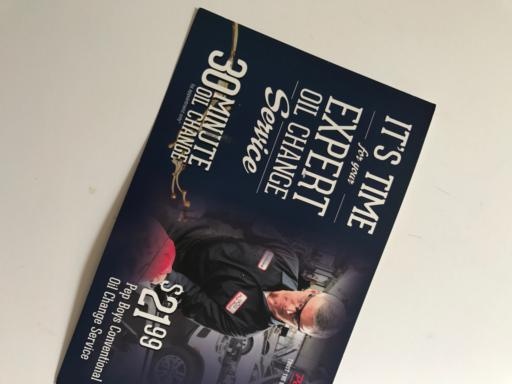 IT'S TIME
for your
EXPERT
OIL CHANGE
Service
30 MINUTE
OIL CHANGE
$21.99
Pep Boys Conventional
Oil Change Service